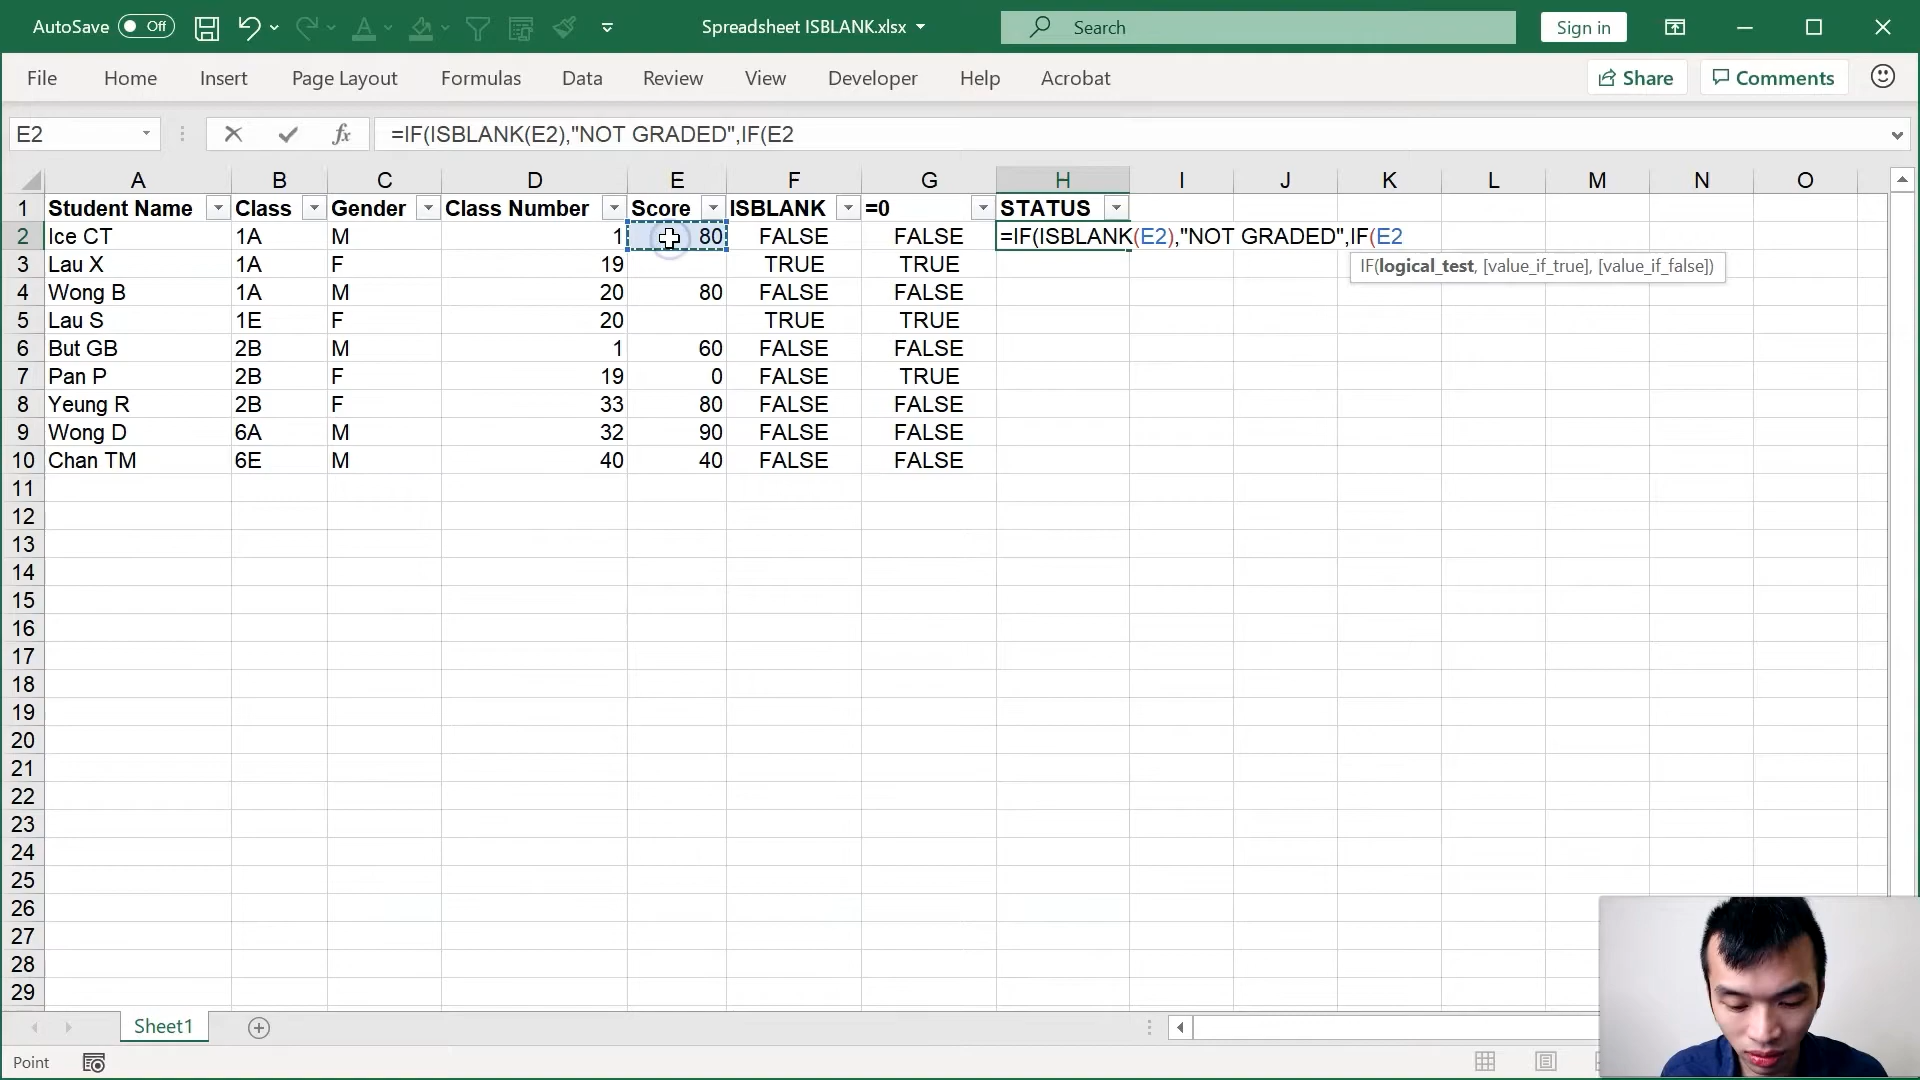 AutoSave Off Spreadsheet ISBLANK.xlsx Search Sign in
File Home Insert Page Layout Formulas Data Review View Developer Help Acrobat Share Comments
E2 fx =IF(ISBLANK(E2),"NOT GRADED",IF(E2
A B C D E F G H I J K L M N O
1 Student Name Class Gender Class Number Score ISBLANK =0 STATUS
2 Ice CT 1A M 1 80 FALSE FALSE =IF(ISBLANK(E2),"NOT GRADED",IF(E2
3 Lau X 1A F 19 TRUE TRUE IF(logical_test, [value_if_true], [value_if_false])
4 Wong B 1A M 20 80 FALSE FALSE
5 Lau S 1E F 20 TRUE TRUE
6 But GB 2B M 1 60 FALSE FALSE
7 Pan P 2B F 19 0 FALSE TRUE
8 Yeung R 2B F 33 80 FALSE FALSE
9 Wong D 6A M 32 90 FALSE FALSE
10 Chan TM 6E M 40 40 FALSE FALSE
11
12
13
14
15
16
17
18
19
20
21
22
23
24
25
26
27
28
29
Sheet1
Point